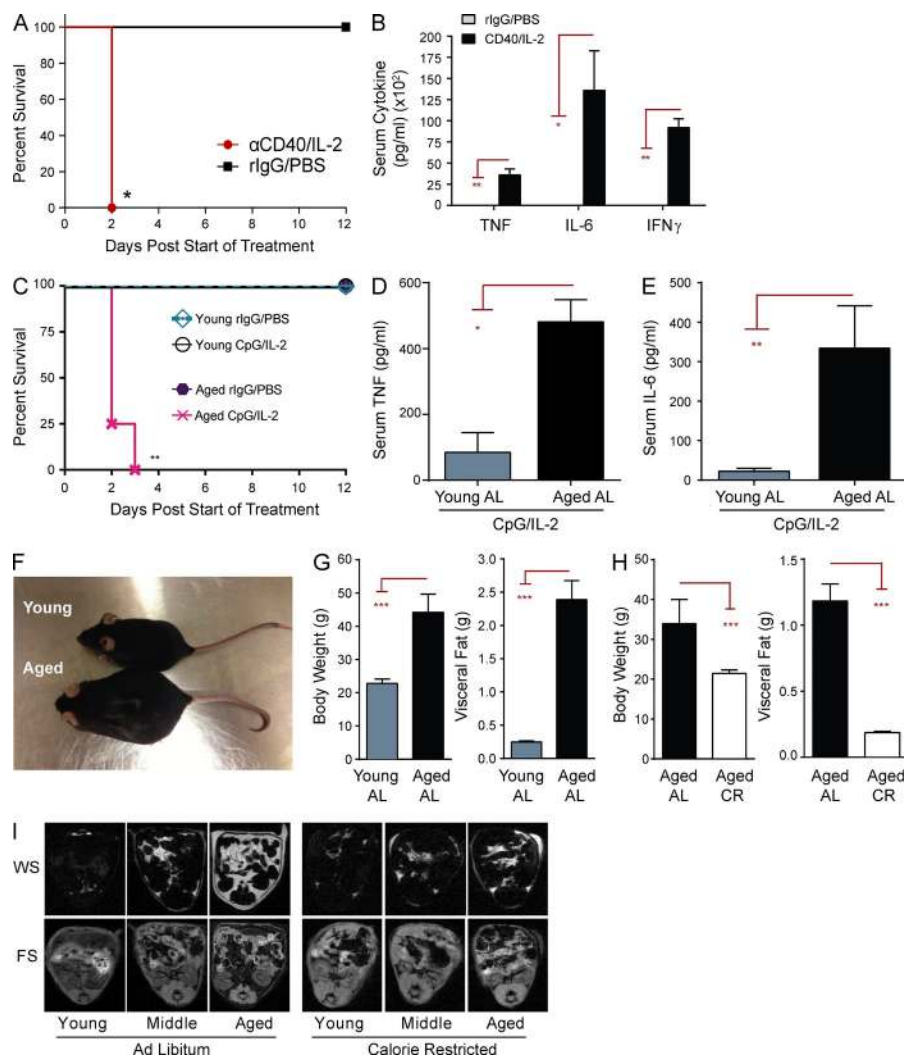 A
Percent Survival
100
80
60
40
20
0
αCD40/IL-2
rIgG/PBS
*
0 2 4 6 8 10 12
Days Post Start of Treatment
B
rIgG/PBS
CD40/IL-2
Serum Cytokine
(pg/ml) (x10²)
200
175
150
125
100
75
50
25
0
**
*
**
TNF IL-6 IFNγ
C
Percent Survival
100
75
50
25
0
Young rIgG/PBS
Young CpG/IL-2
Aged rIgG/PBS
Aged CpG/IL-2
**
0 2 4 6 8 10 12
Days Post Start of Treatment
D
Serum TNF (pg/ml)
600
400
200
0
*
Young AL Aged AL
CpG/IL-2
E
Serum IL-6 (pg/ml)
500
400
300
200
100
0
**
Young AL Aged AL
CpG/IL-2
F
Young
Aged
G
Body Weight (g)
60
50
40
30
20
10
0
***
Young Aged
AL AL
Visceral Fat (g)
3.0
2.5
2.0
1.5
1.0
0.5
0.0
***
Young Aged
AL AL
H
Body Weight (g)
50
40
30
20
10
0
***
Aged Aged
AL CR
Visceral Fat (g)
1.5
1.0
0.5
0.0
***
Aged Aged
AL CR
I
WS
FS
Young Middle Aged
Ad Libitum
Young Middle Aged
Calorie Restricted